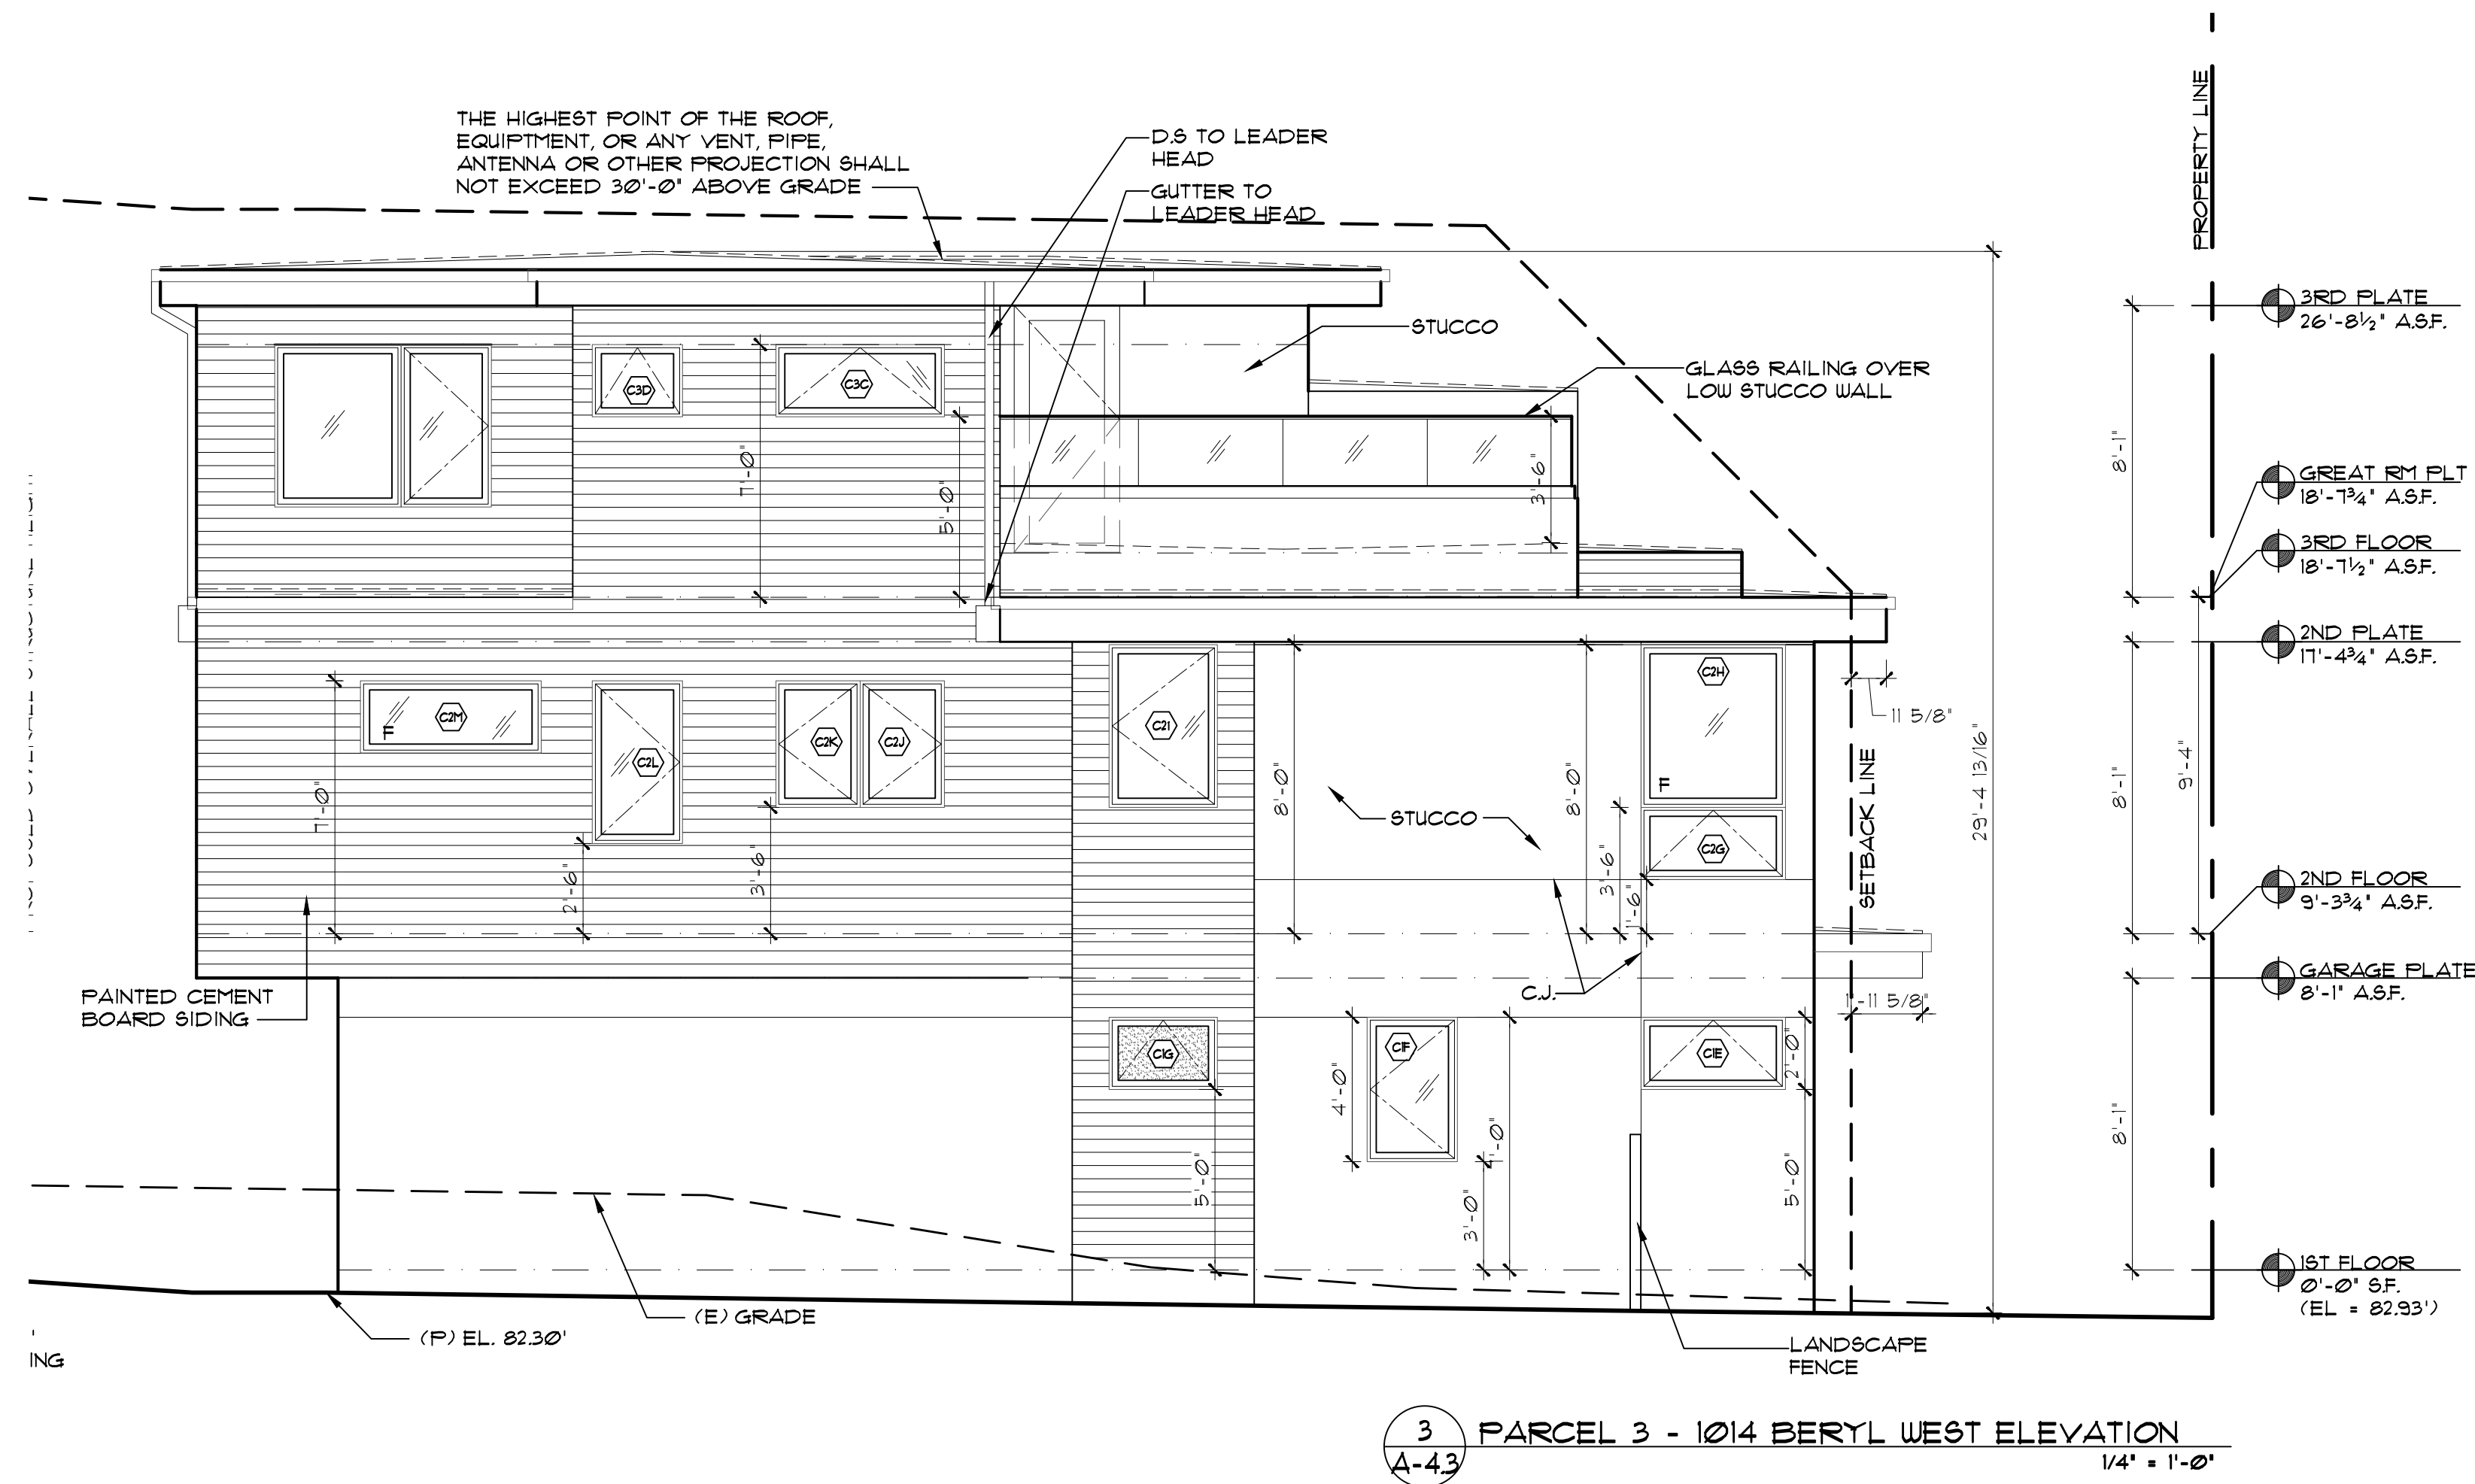 THE HIGHEST POINT OF THE ROOF,
EQUIPTMENT, OR ANY VENT, PIPE,
ANTENNA OR OTHER PROJECTION SHALL
NOT EXCEED 30'-0" ABOVE GRADE
D.S TO LEADER
HEAD
GUTTER TO
LEADER HEAD
STUCCO
GLASS RAILING OVER
LOW STUCCO WALL
PROPERTY LINE
3RD PLATE
26'-8½" A.S.F.
GREAT RM PLT
18'-7¾" A.S.F.
3RD FLOOR
18'-7½" A.S.F.
2ND PLATE
17'-4¾" A.S.F.
2ND FLOOR
9'-3¾" A.S.F.
GARAGE PLATE
8'-1" A.S.F.
1ST FLOOR
0'-0" S.F.
(EL = 82.93')
8'-1"
8'-1"
9'-4"
8'-1"
29'-4 13/16"
C3D
C3C
7'-0"
5'-0"
3'-6"
C2M
F
C2L
C2K
C2J
C2I
C2H
F
C2G
11 5/8"
SETBACK LINE
7'-0"
2'-6"
3'-6"
8'-0"
STUCCO
8'-0"
3'-6"
1'-6"
C.J.
1'-11 5/8"
PAINTED CEMENT
BOARD SIDING
C1G
C1F
C1E
4'-0"
2'-0"
5'-0"
3'-0"
5'-0"
(E) GRADE
(P) EL. 82.30'
LANDSCAPE
FENCE
ING
3
A-4.3
PARCEL 3 - 1014 BERYL WEST ELEVATION
1/4" = 1'-0"